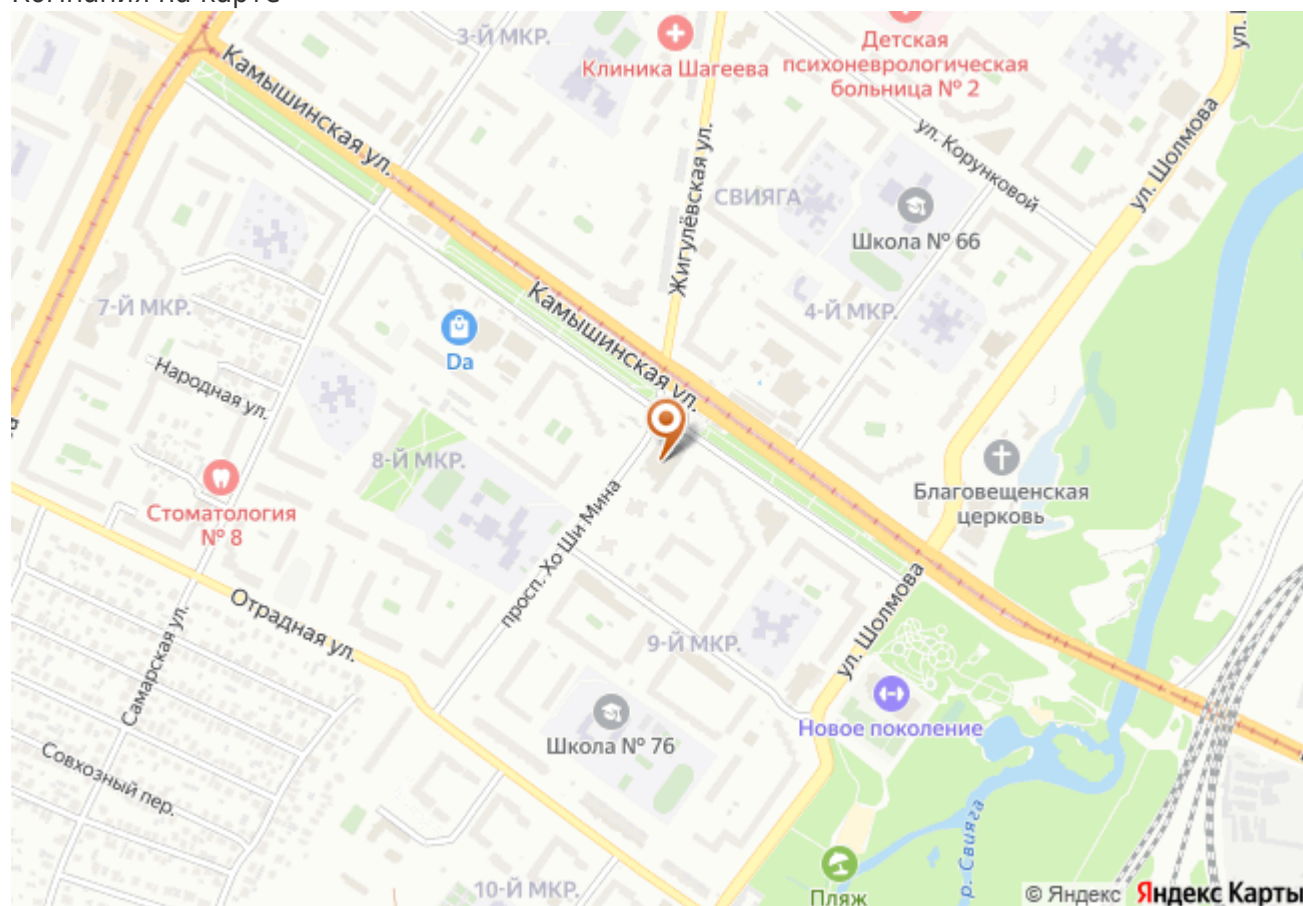 Компания на карте
3-Й МКР.
Клиника Шагеева
Детская
психоневрологическая
больница № 2
Камышинская ул.
Жигулёвская ул.
ул. Корунковой
ул. Шолмова
СВИЯГА
Школа № 66
7-Й МКР.
Da
Камышинская ул.
4-Й МКР.
Народная ул.
8-Й МКР.
Стоматология
№ 8
просп. Хо Ши Мина
Благовещенская
церковь
Отрадная ул.
Самарская ул.
9-Й МКР.
ул. Шолмова
Школа № 76
Новое поколение
Совхозный пер.
р. Свияга
10-Й МКР.
Пляж
© Яндекс Яндекс Карты